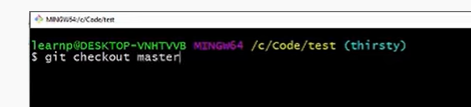 MINGW64:/c/Code/test
learnp@DESKTOP-VNHTVVB MINGW64 /c/Code/test (thirsty)
$ git checkout master